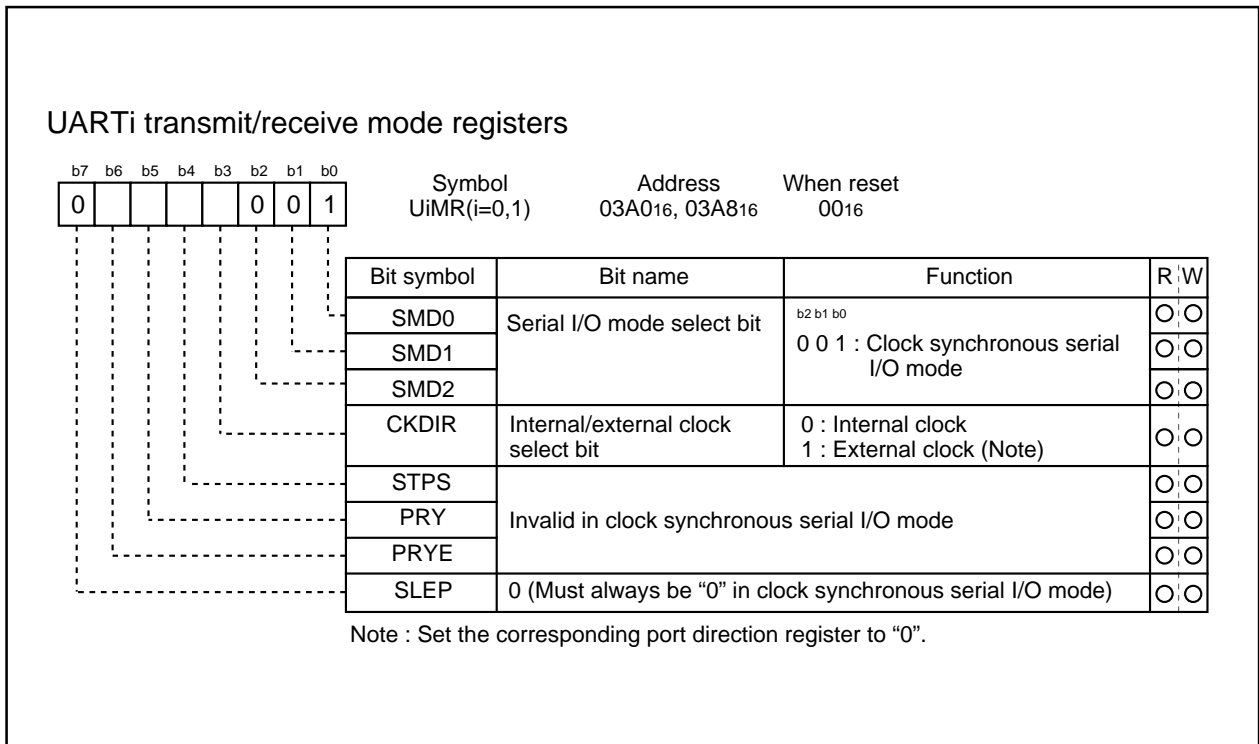 UARTi transmit/receive mode registers
b7 b6 b5 b4 b3 b2 b1 b0
0 0 0 1
Symbol Address When reset
UiMR(i=0,1) 03A016, 03A816 0016
Bit symbol Bit name Function R W
SMD0 Serial I/O mode select bit b2 b1 b0
SMD1 0 0 1 : Clock synchronous serial
I/O mode
SMD2
CKDIR Internal/external clock 0 : Internal clock
select bit 1 : External clock (Note)
STPS
PRY Invalid in clock synchronous serial I/O mode
PRYE
SLEP 0 (Must always be “0” in clock synchronous serial I/O mode)
Note : Set the corresponding port direction register to “0”.